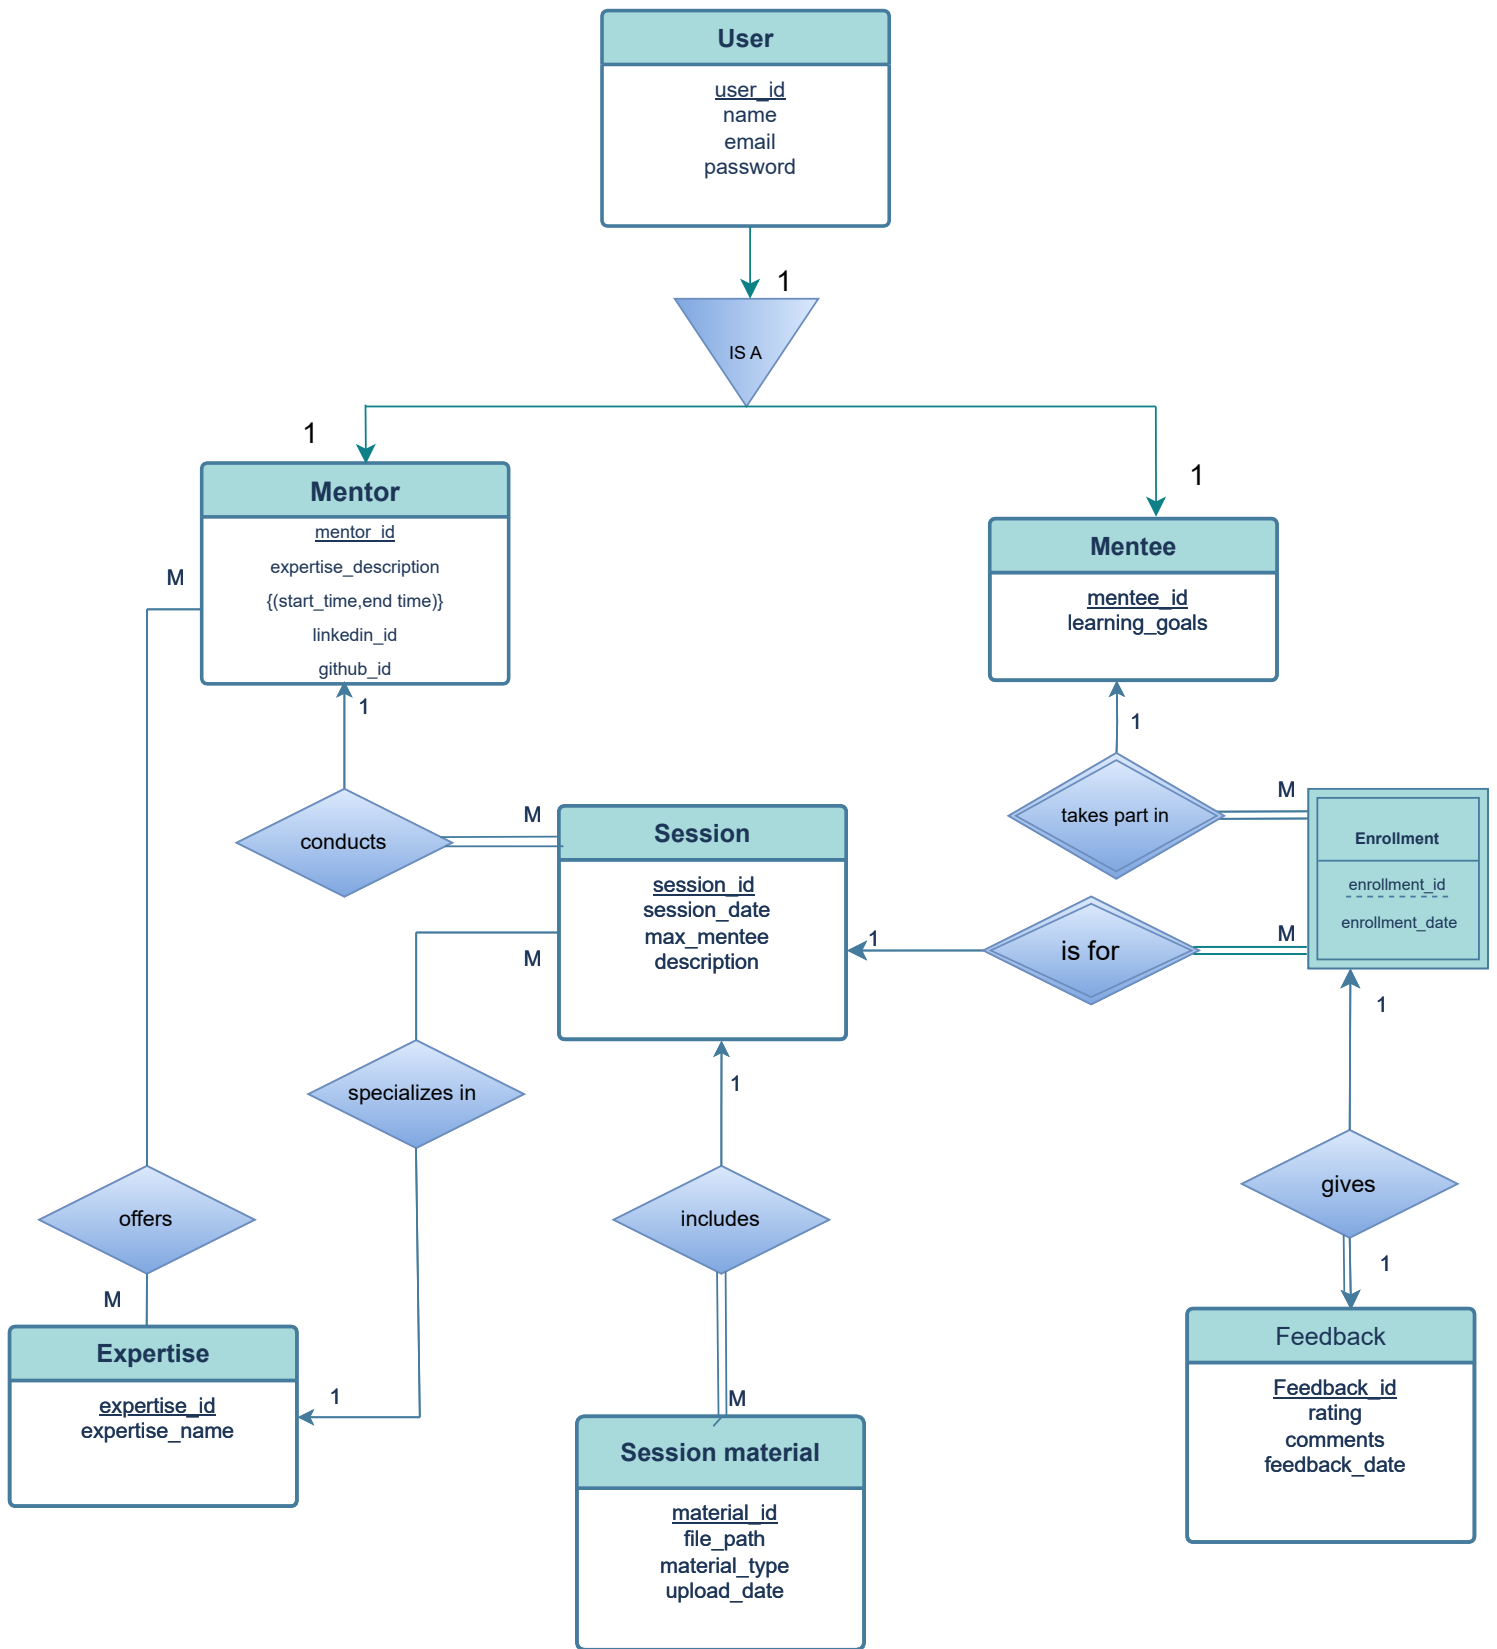 User
user_id
name
email
password
1
IS A
1
1
Mentor
mentor_id
expertise_description
{(start_time,end time)}
linkedin_id
github_id
M
1
Mentee
mentee_id
learning_goals
1
conducts
M
Session
session_id
session_date
max_mentee
description
M
takes part in
M
Enrollment
enrollment_id
enrollment_date
1
is for
M
1
specializes in
1
offers
includes
gives
M
1
1
Expertise
expertise_id
expertise_name
M
Session material
material_id
file_path
material_type
upload_date
Feedback
Feedback_id
rating
comments
feedback_date